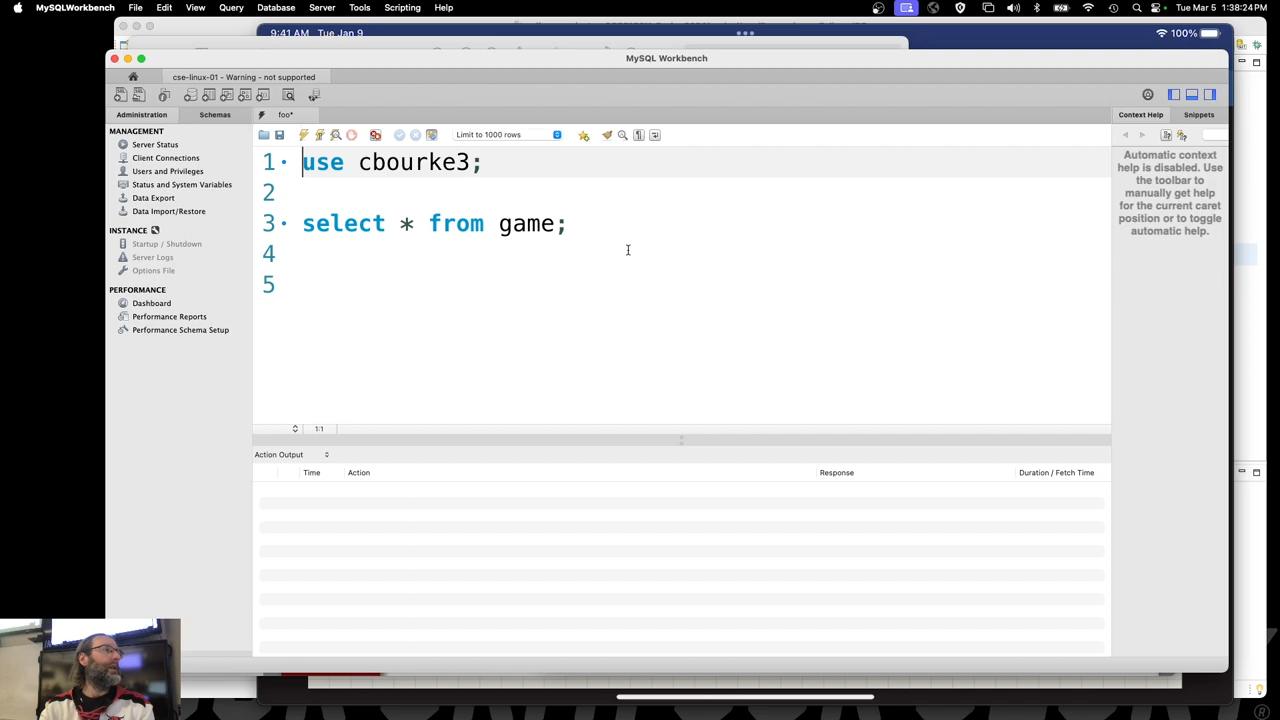 MySQLWorkbench File Edit View Query Database Server Tools Scripting Help Tue Mar 5 1:38:24 PM
9:41 AM Tue Jan 9 100%
MySQL Workbench
cse-linux-01 - Warning - not supported
Administration Schemas foo* Context Help Snippets
MANAGEMENT
Server Status
Client Connections
Users and Privileges
Status and System Variables
Data Export
Data Import/Restore
INSTANCE
Startup / Shutdown
Server Logs
Options File
PERFORMANCE
Dashboard
Performance Reports
Performance Schema Setup
Limit to 1000 rows
1 use cbourke3;
2
3 select * from game;
4
5
1:1
Automatic context
help is disabled. Use
the toolbar to
manually get help
for the current caret
position or to toggle
automatic help.
Action Output
Time Action Response Duration / Fetch Time